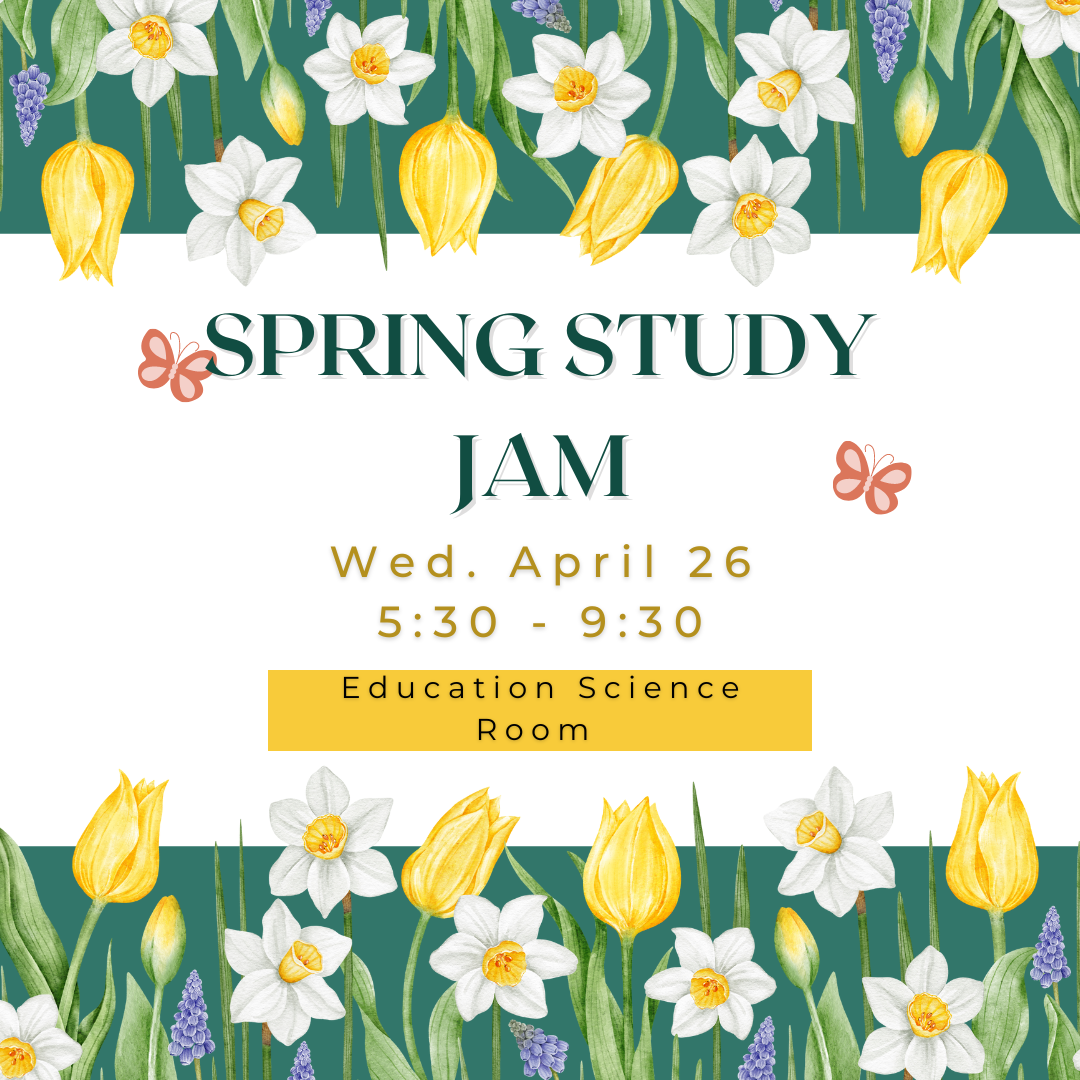 SPRING STUDY
JAM
Wed. April 26
5:30 - 9:30
Education Science
Room